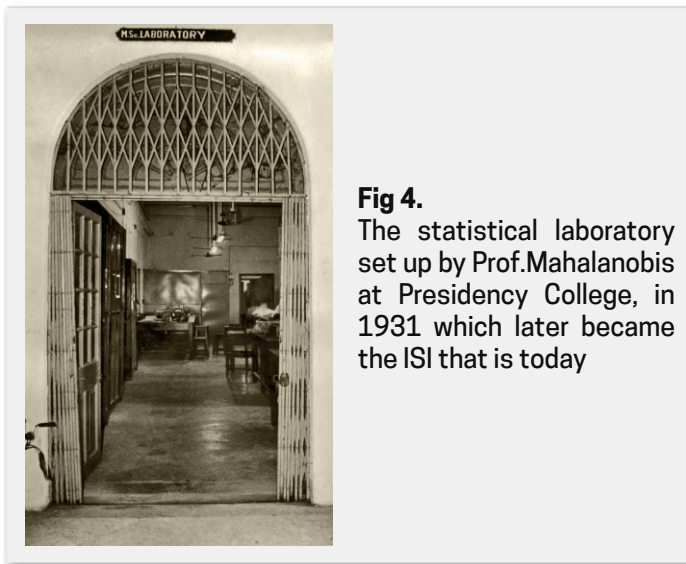 M.Sc. LABORATORY
Fig 4.
The statistical laboratory
set up by Prof.Mahalanobis
at Presidency College, in
1931 which later became
the ISI that is today